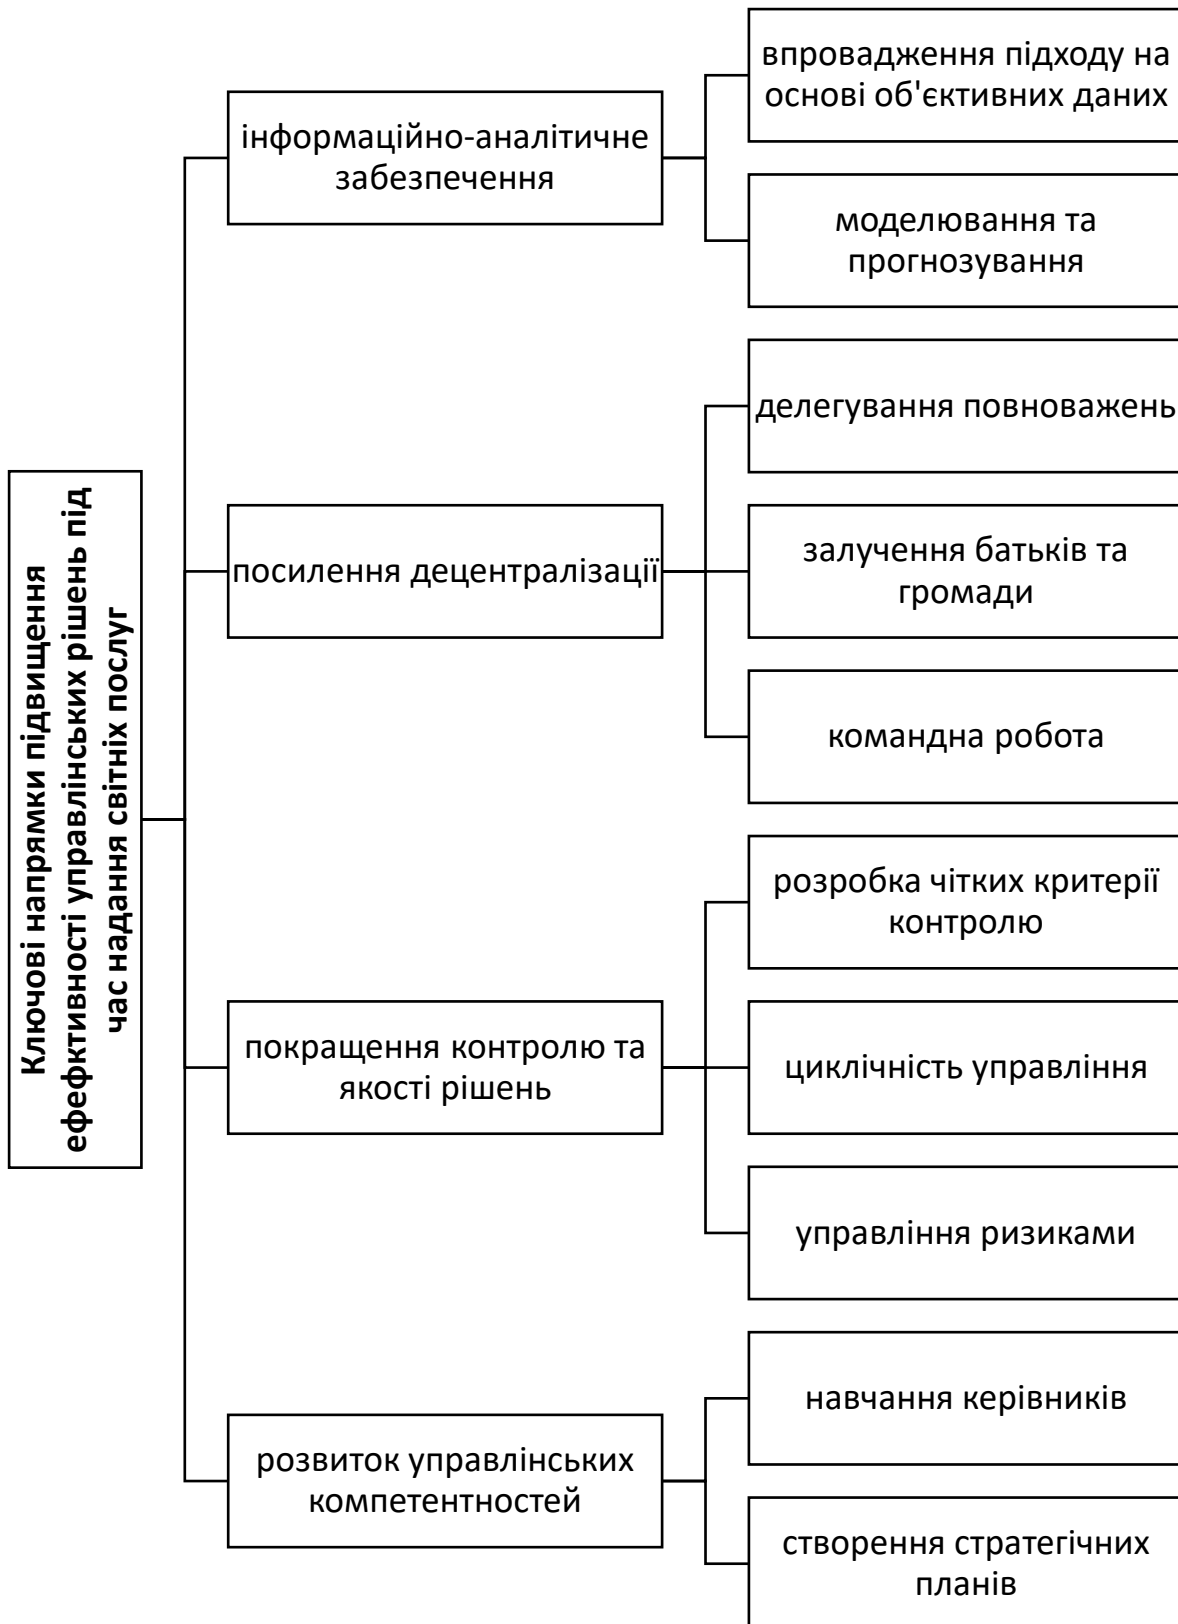 Ключові напрямки підвищення
ефефктивності управлінських рішень під
час надання світніх послуг
інформаційно-аналітичне
забезпечення
впровадження підходу на
основі об'єктивних даних
моделювання та
прогнозування
посилення децентралізації
делегування повноважень
залучення батьків та
громади
командна робота
покращення контролю та
якості рішень
розробка чітких критерії
контролю
циклічність управління
управління ризиками
розвиток управлінських
компетентностей
навчання керівників
створення стратегічних
планів